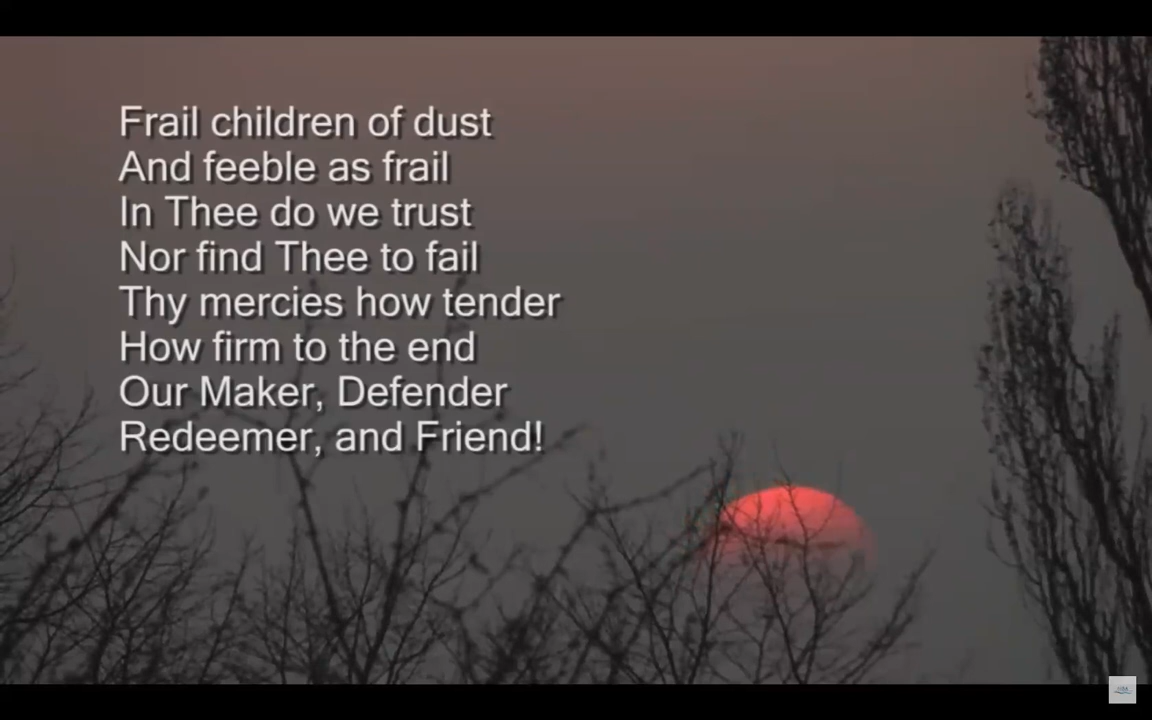 Frail children of dust
And feeble as frail
In Thee do we trust
Nor find Thee to fail
Thy mercies how tender
How firm to the end
Our Maker, Defender
Redeemer, and Friend!